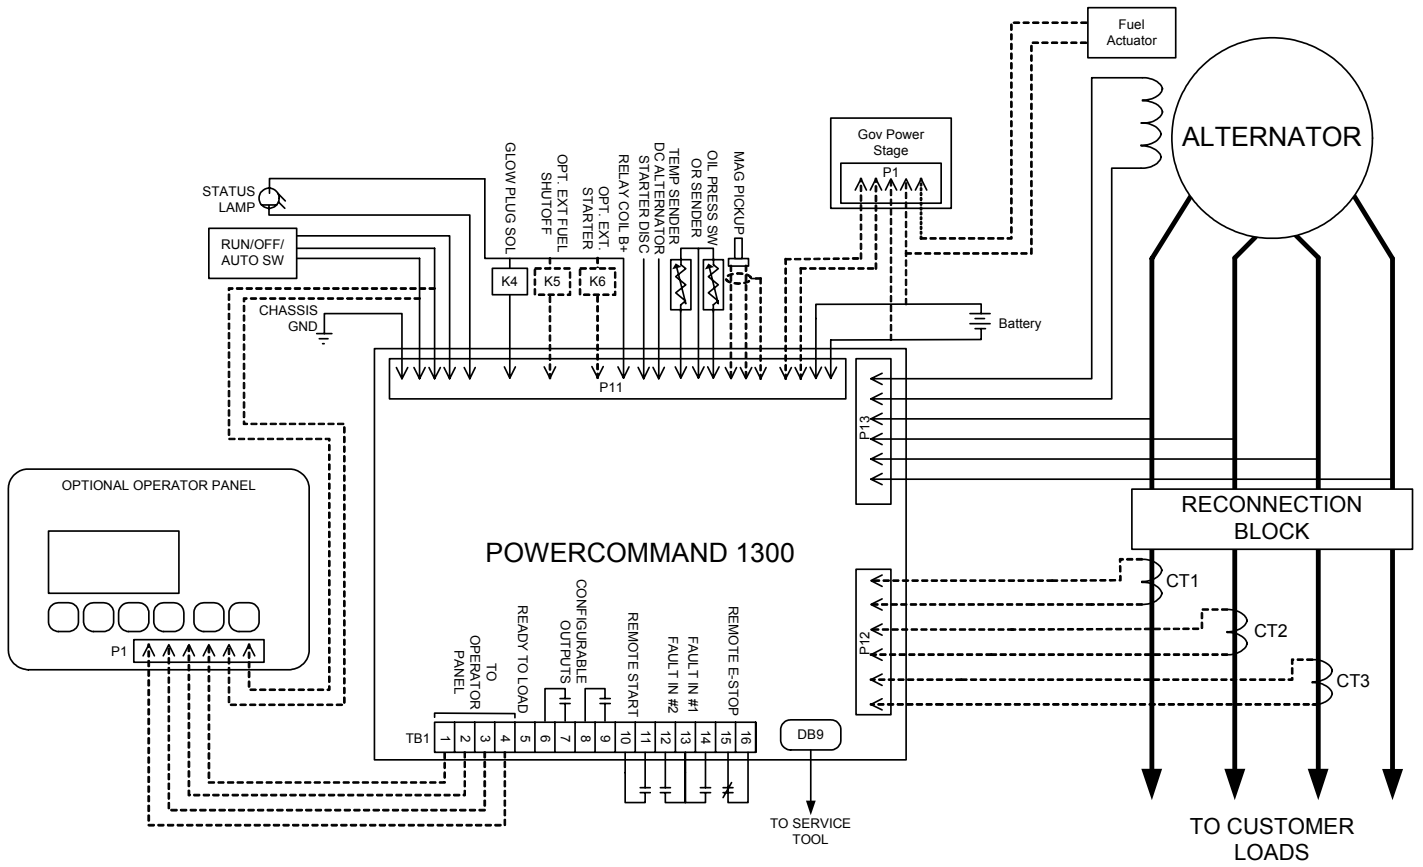 Fuel
Actuator
ALTERNATOR
Gov Power
Stage
P1
STATUS
LAMP
RUN/OFF/
AUTO SW
CHASSIS
GND
GLOW PLUG SOL
OPT. EXT FUEL
SHUTOFF
OPT. EXT.
STARTER
RELAY COIL B+
STARTER DISC
DC ALTERNATOR
TEMP SENDER
OIL PRESS SW
OR SENDER
MAG PICKUP
K4
K5
K6
Battery
P11
P13
OPTIONAL OPERATOR PANEL
P1
POWERCOMMAND 1300
RECONNECTION
BLOCK
CT1
CT2
CT3
P12
TO
OPERATOR
PANEL
READY TO LOAD
CONFIGURABLE
OUTPUTS
REMOTE START
FAULT IN #2
FAULT IN #1
REMOTE E-STOP
TB1
1
2
3
4
5
6
7
8
9
10
11
12
13
14
15
16
DB9
TO SERVICE
TOOL
TO CUSTOMER
LOADS